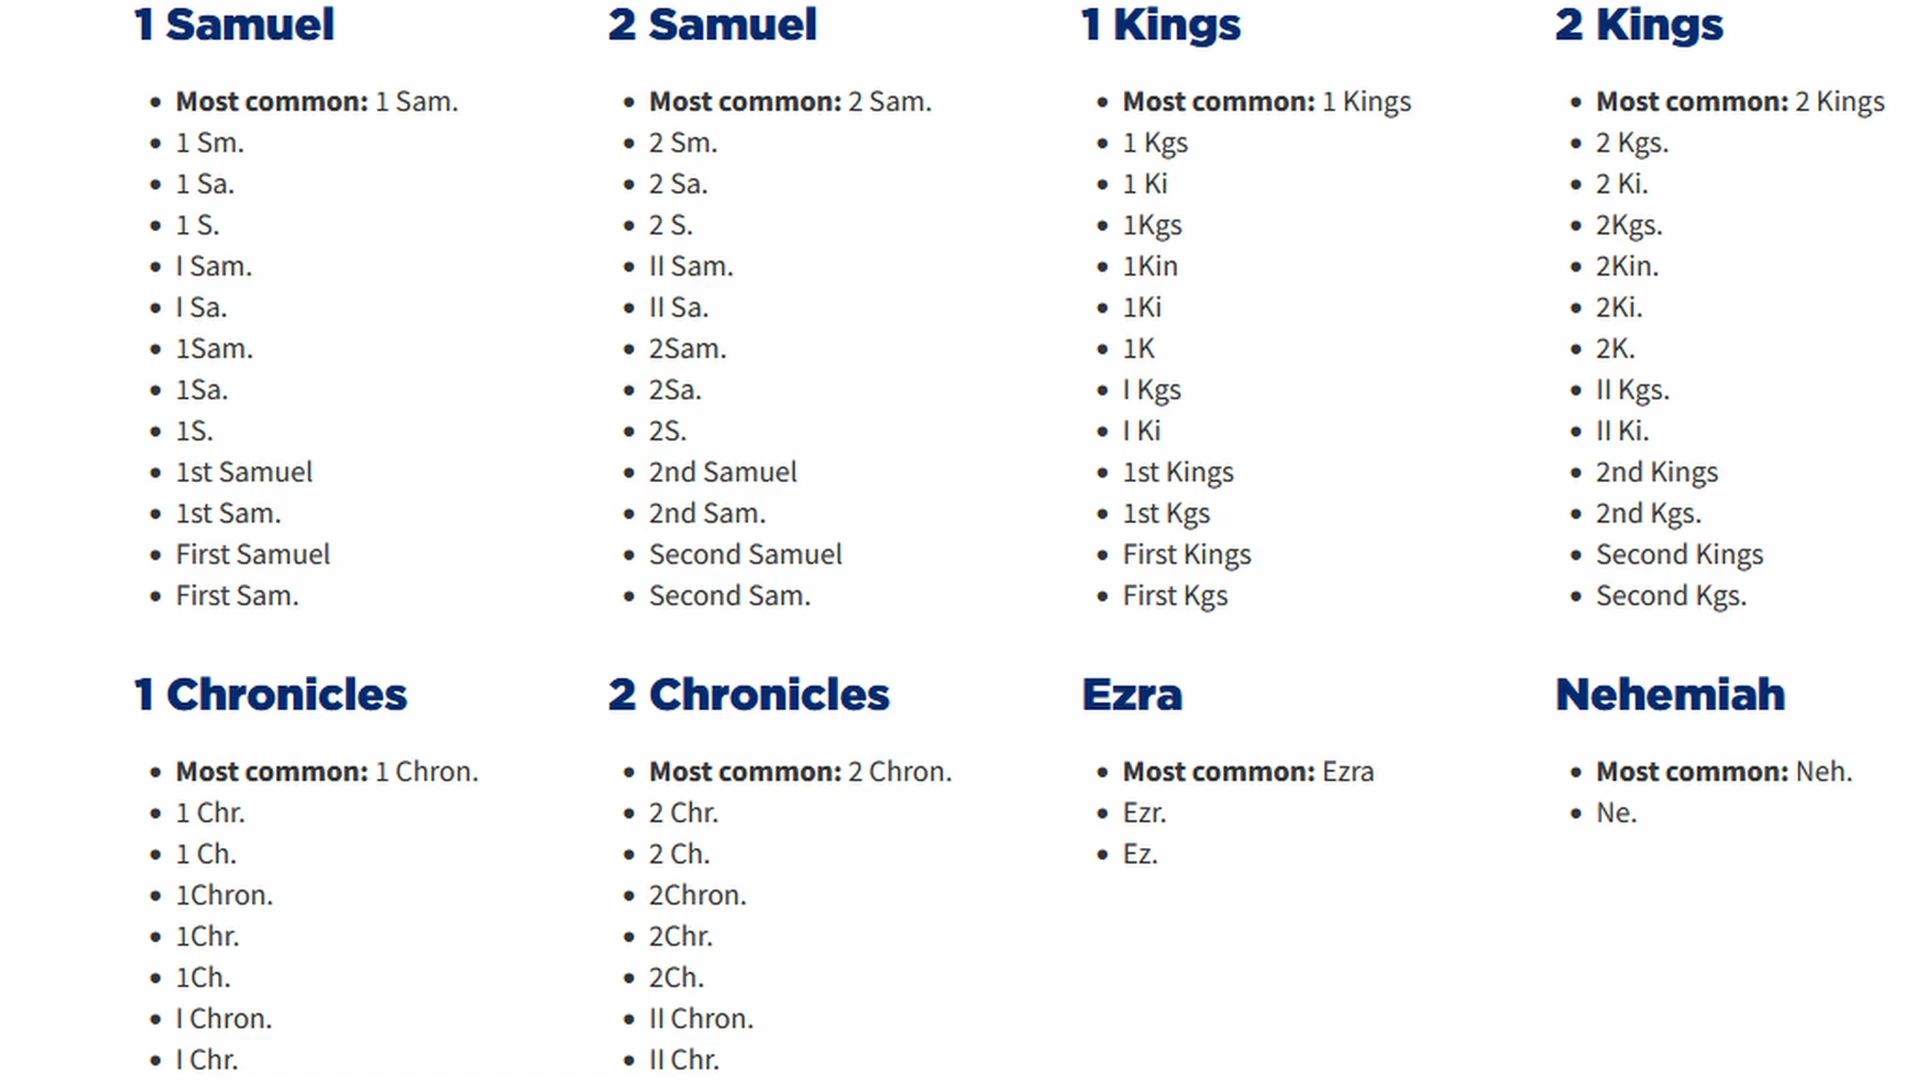 1 Samuel
• Most common: 1 Sam.
• 1 Sm.
• 1 Sa.
• 1 S.
• I Sam.
• I Sa.
• 1Sam.
• 1Sa.
• 1S.
• 1st Samuel
• 1st Sam.
• First Samuel
• First Sam.
2 Samuel
• Most common: 2 Sam.
• 2 Sm.
• 2 Sa.
• 2 S.
• II Sam.
• II Sa.
• 2Sam.
• 2Sa.
• 2S.
• 2nd Samuel
• 2nd Sam.
• Second Samuel
• Second Sam.
1 Kings
• Most common: 1 Kings
• 1 Kgs
• 1 Ki
• 1Kgs
• 1Kin
• 1Ki
• 1K
• I Kgs
• I Ki
• 1st Kings
• 1st Kgs
• First Kings
• First Kgs
2 Kings
• Most common: 2 Kings
• 2 Kgs.
• 2 Ki.
• 2Kgs.
• 2Kin.
• 2Ki.
• 2K.
• II Kgs.
• II Ki.
• 2nd Kings
• 2nd Kgs.
• Second Kings
• Second Kgs.
1 Chronicles
• Most common: 1 Chron.
• 1 Chr.
• 1 Ch.
• 1Chron.
• 1Chr.
• 1Ch.
• I Chron.
• I Chr.
2 Chronicles
• Most common: 2 Chron.
• 2 Chr.
• 2 Ch.
• 2Chron.
• 2Chr.
• 2Ch.
• II Chron.
• II Chr.
Ezra
• Most common: Ezra
• Ezr.
• Ez.
Nehemiah
• Most common: Neh.
• Ne.